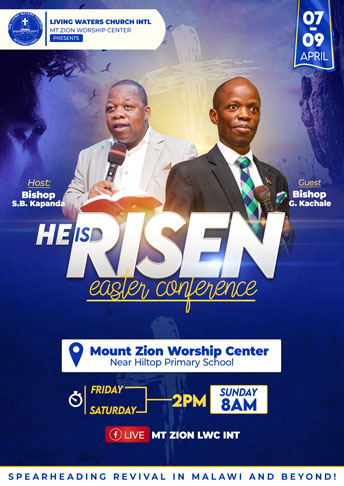 LIVING WATERS CHURCH INTL
MT ZION WORSHIP CENTER
PRESENTS
07
-
09
APRIL
Host:
Bishop
S.B. Kapanda
Guest
Bishop
G. Kachale
HE IS RISEN
easter conference
Mount Zion Worship Center
Near Hiltop Primary School
FRIDAY
SATURDAY
2PM
SUNDAY
8AM
f LIVE MT ZION LWC INT
SPEARHEADING REVIVAL IN MALAWI AND BEYOND!